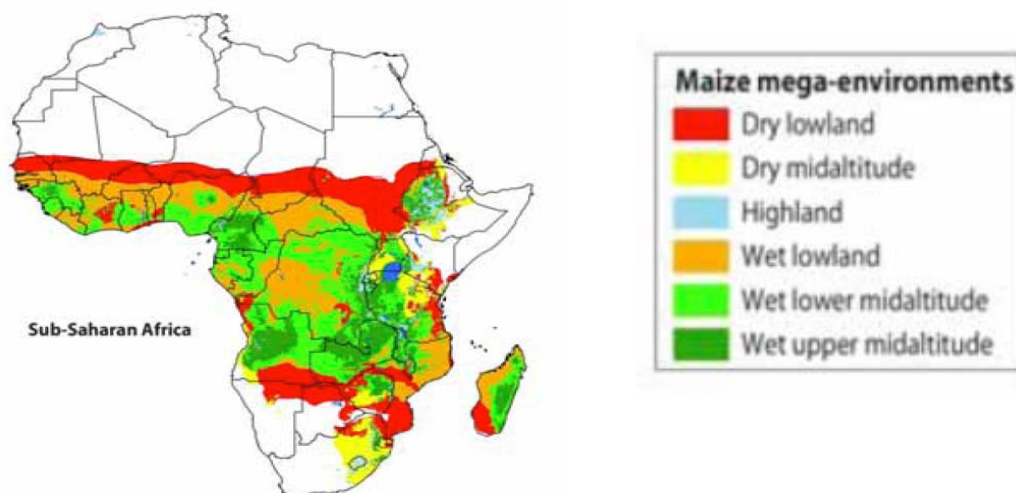 Sub-Saharan Africa
Maize mega-environments
Dry lowland
Dry midaltitude
Highland
Wet lowland
Wet lower midaltitude
Wet upper midaltitude